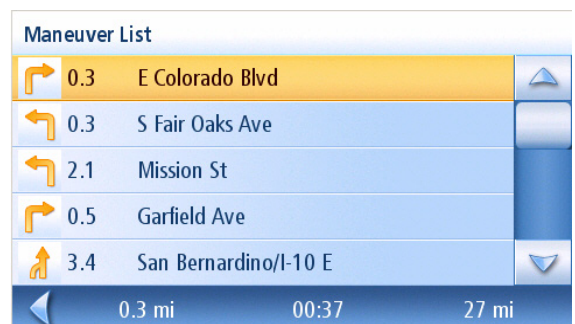 Maneuver List
0.3 E Colorado Blvd
0.3 S Fair Oaks Ave
2.1 Mission St
0.5 Garfield Ave
3.4 San Bernardino/I-10 E
0.3 mi 00:37 27 mi